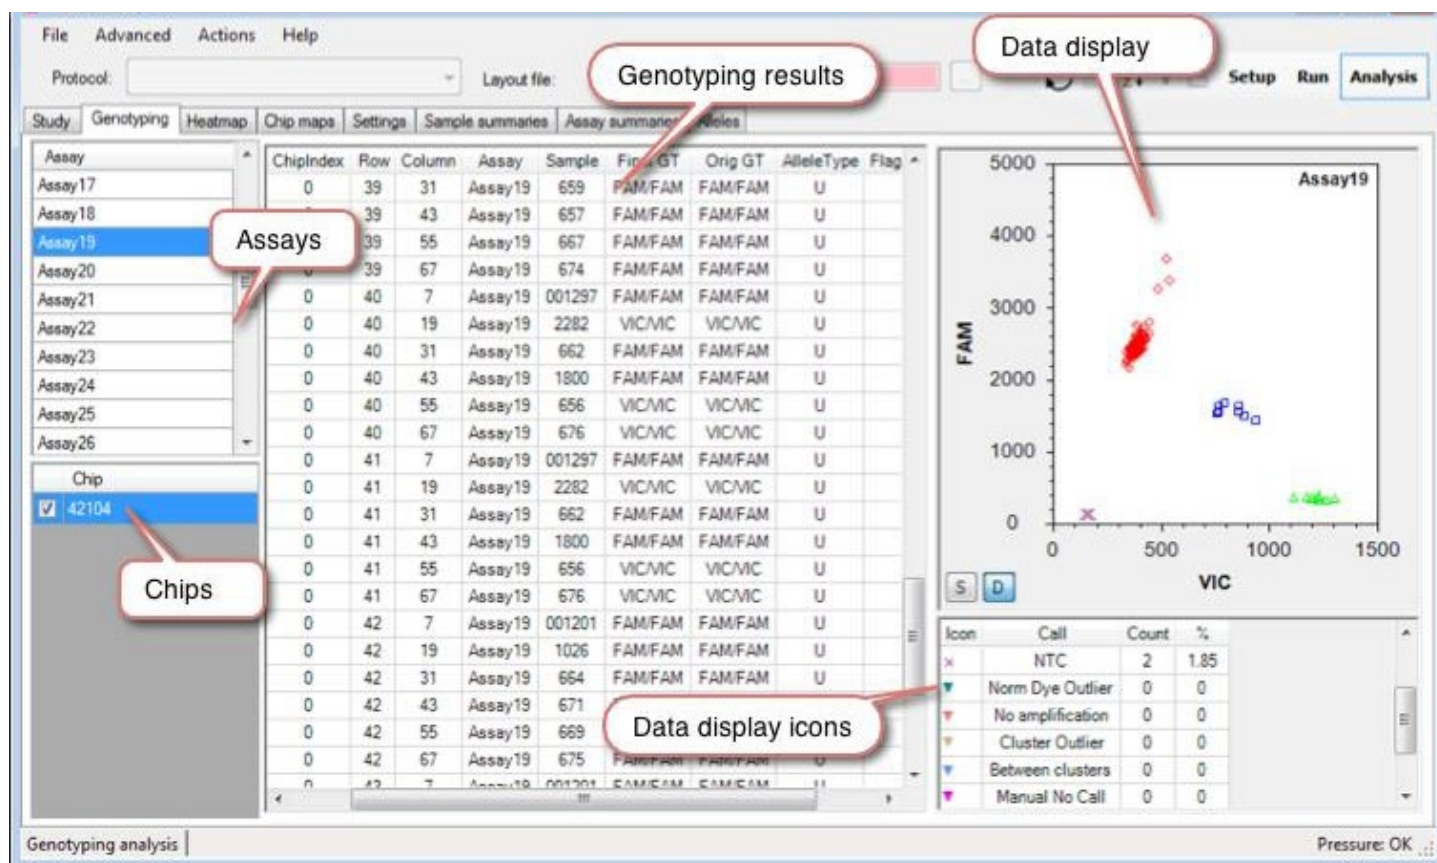 File Advanced Actions Help
Data display
Protocol: Layout file: Genotyping results Setup Run Analysis
Study Genotyping Heatmap Chip maps Settings Sample summaries Assay summaries Alleles
Assay
Assay17
Assay18
Assay19
Assay20
Assay21
Assay22
Assay23
Assay24
Assay25
Assay26
Assays
Chip
42104
Chips
ChipIndex Row Column Assay Sample Final GT Orig GT AlleleType Flag
0 39 31 Assay19 659 FAM/FAM FAM/FAM U
39 43 Assay19 657 FAM/FAM FAM/FAM U
39 55 Assay19 667 FAM/FAM FAM/FAM U
0 39 67 Assay19 674 FAM/FAM FAM/FAM U
0 40 7 Assay19 001297 FAM/FAM FAM/FAM U
0 40 19 Assay19 2282 VIC/VIC VIC/VIC U
0 40 31 Assay19 662 FAM/FAM FAM/FAM U
0 40 43 Assay19 1800 FAM/FAM FAM/FAM U
0 40 55 Assay19 656 VIC/VIC VIC/VIC U
0 40 67 Assay19 676 VIC/VIC VIC/VIC U
0 41 7 Assay19 001297 FAM/FAM FAM/FAM U
0 41 19 Assay19 2282 VIC/VIC VIC/VIC U
0 41 31 Assay19 662 FAM/FAM FAM/FAM U
0 41 43 Assay19 1800 FAM/FAM FAM/FAM U
0 41 55 Assay19 656 VIC/VIC VIC/VIC U
0 41 67 Assay19 676 VIC/VIC VIC/VIC U
0 42 7 Assay19 001201 FAM/FAM FAM/FAM U
0 42 19 Assay19 1026 FAM/FAM FAM/FAM U
0 42 31 Assay19 664 FAM/FAM FAM/FAM U
0 42 43 Assay19 671
0 42 55 Assay19 669
0 42 67 Assay19 675 FAM/FAM FAM/FAM U
Data display icons
5000
4000
3000
2000
1000
0
FAM
Assay19
0 500 1000 1500
VIC
S D
Icon Call Count %
NTC 2 1.85
Norm Dye Outlier 0 0
No amplification 0 0
Cluster Outlier 0 0
Between clusters 0 0
Manual No Call 0 0
Genotyping analysis
Pressure: OK